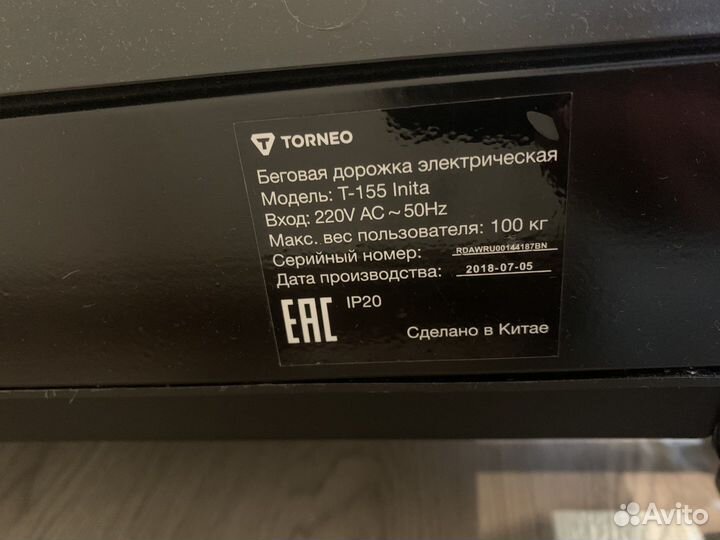 TORNEO
Беговая дорожка электрическая
Модель: T-155 Inita
Вход: 220V AC ~ 50Hz
Макс. вес пользователя: 100 кг
Серийный номер: RDAWRU00144187BN
Дата производства: 2018-07-05
EAC IP20
Сделано в Китае
Avito